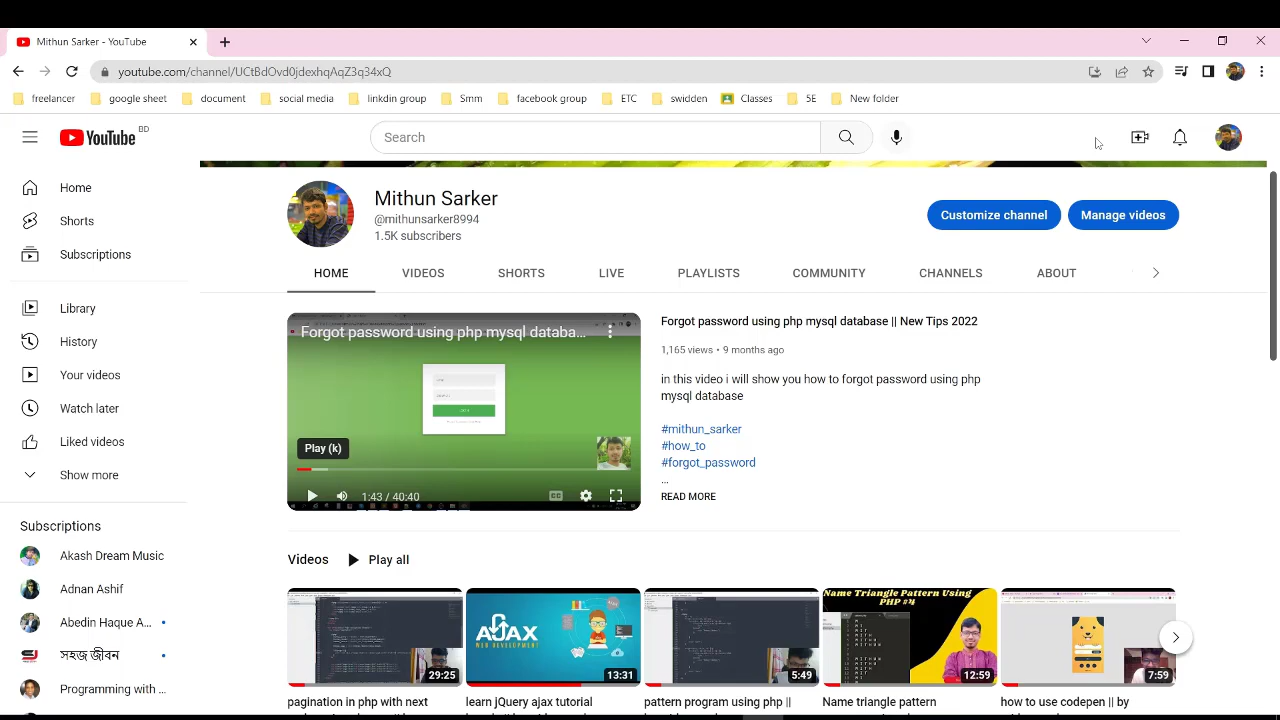 Mithun Sarker - YouTube
youtube.com/channel/UCtBdOvd0jdexhqAqZ3q34xQ
freelancer
google sheet
document
social media
linkdin group
Smm
facebook group
ETC
swidden
Classes
5E
New folder
YouTube BD
Search
Home
Shorts
Subscriptions
Library
History
Your videos
Watch later
Liked videos
Show more
Subscriptions
Akash Dream Music
Adnan Ashif
Abedin Haque A...
Programming with ...
Mithun Sarker
@mithunsarker8994
1.5K subscribers
Customize channel
Manage videos
HOME
VIDEOS
SHORTS
LIVE
PLAYLISTS
COMMUNITY
CHANNELS
ABOUT
Forgot password using php mysql databa...
Play (k)
1:43 / 40:40
Forgot password using php mysql database || New Tips 2022
1,165 views • 9 months ago
in this video i will show you how to forgot password using php
mysql database
#mithun_sarker
#how_to
#forgot_password
...
READ MORE
Videos
Play all
29:25
pagination in php with next
AJAX
WEB DEVELOPMENT
13:31
learn jQuery ajax tutorial
5:49
pattern program using php ||
Name Triangle Pattern Using
PHP #4
12:59
Name triangle pattern
7:59
how to use codepen || by